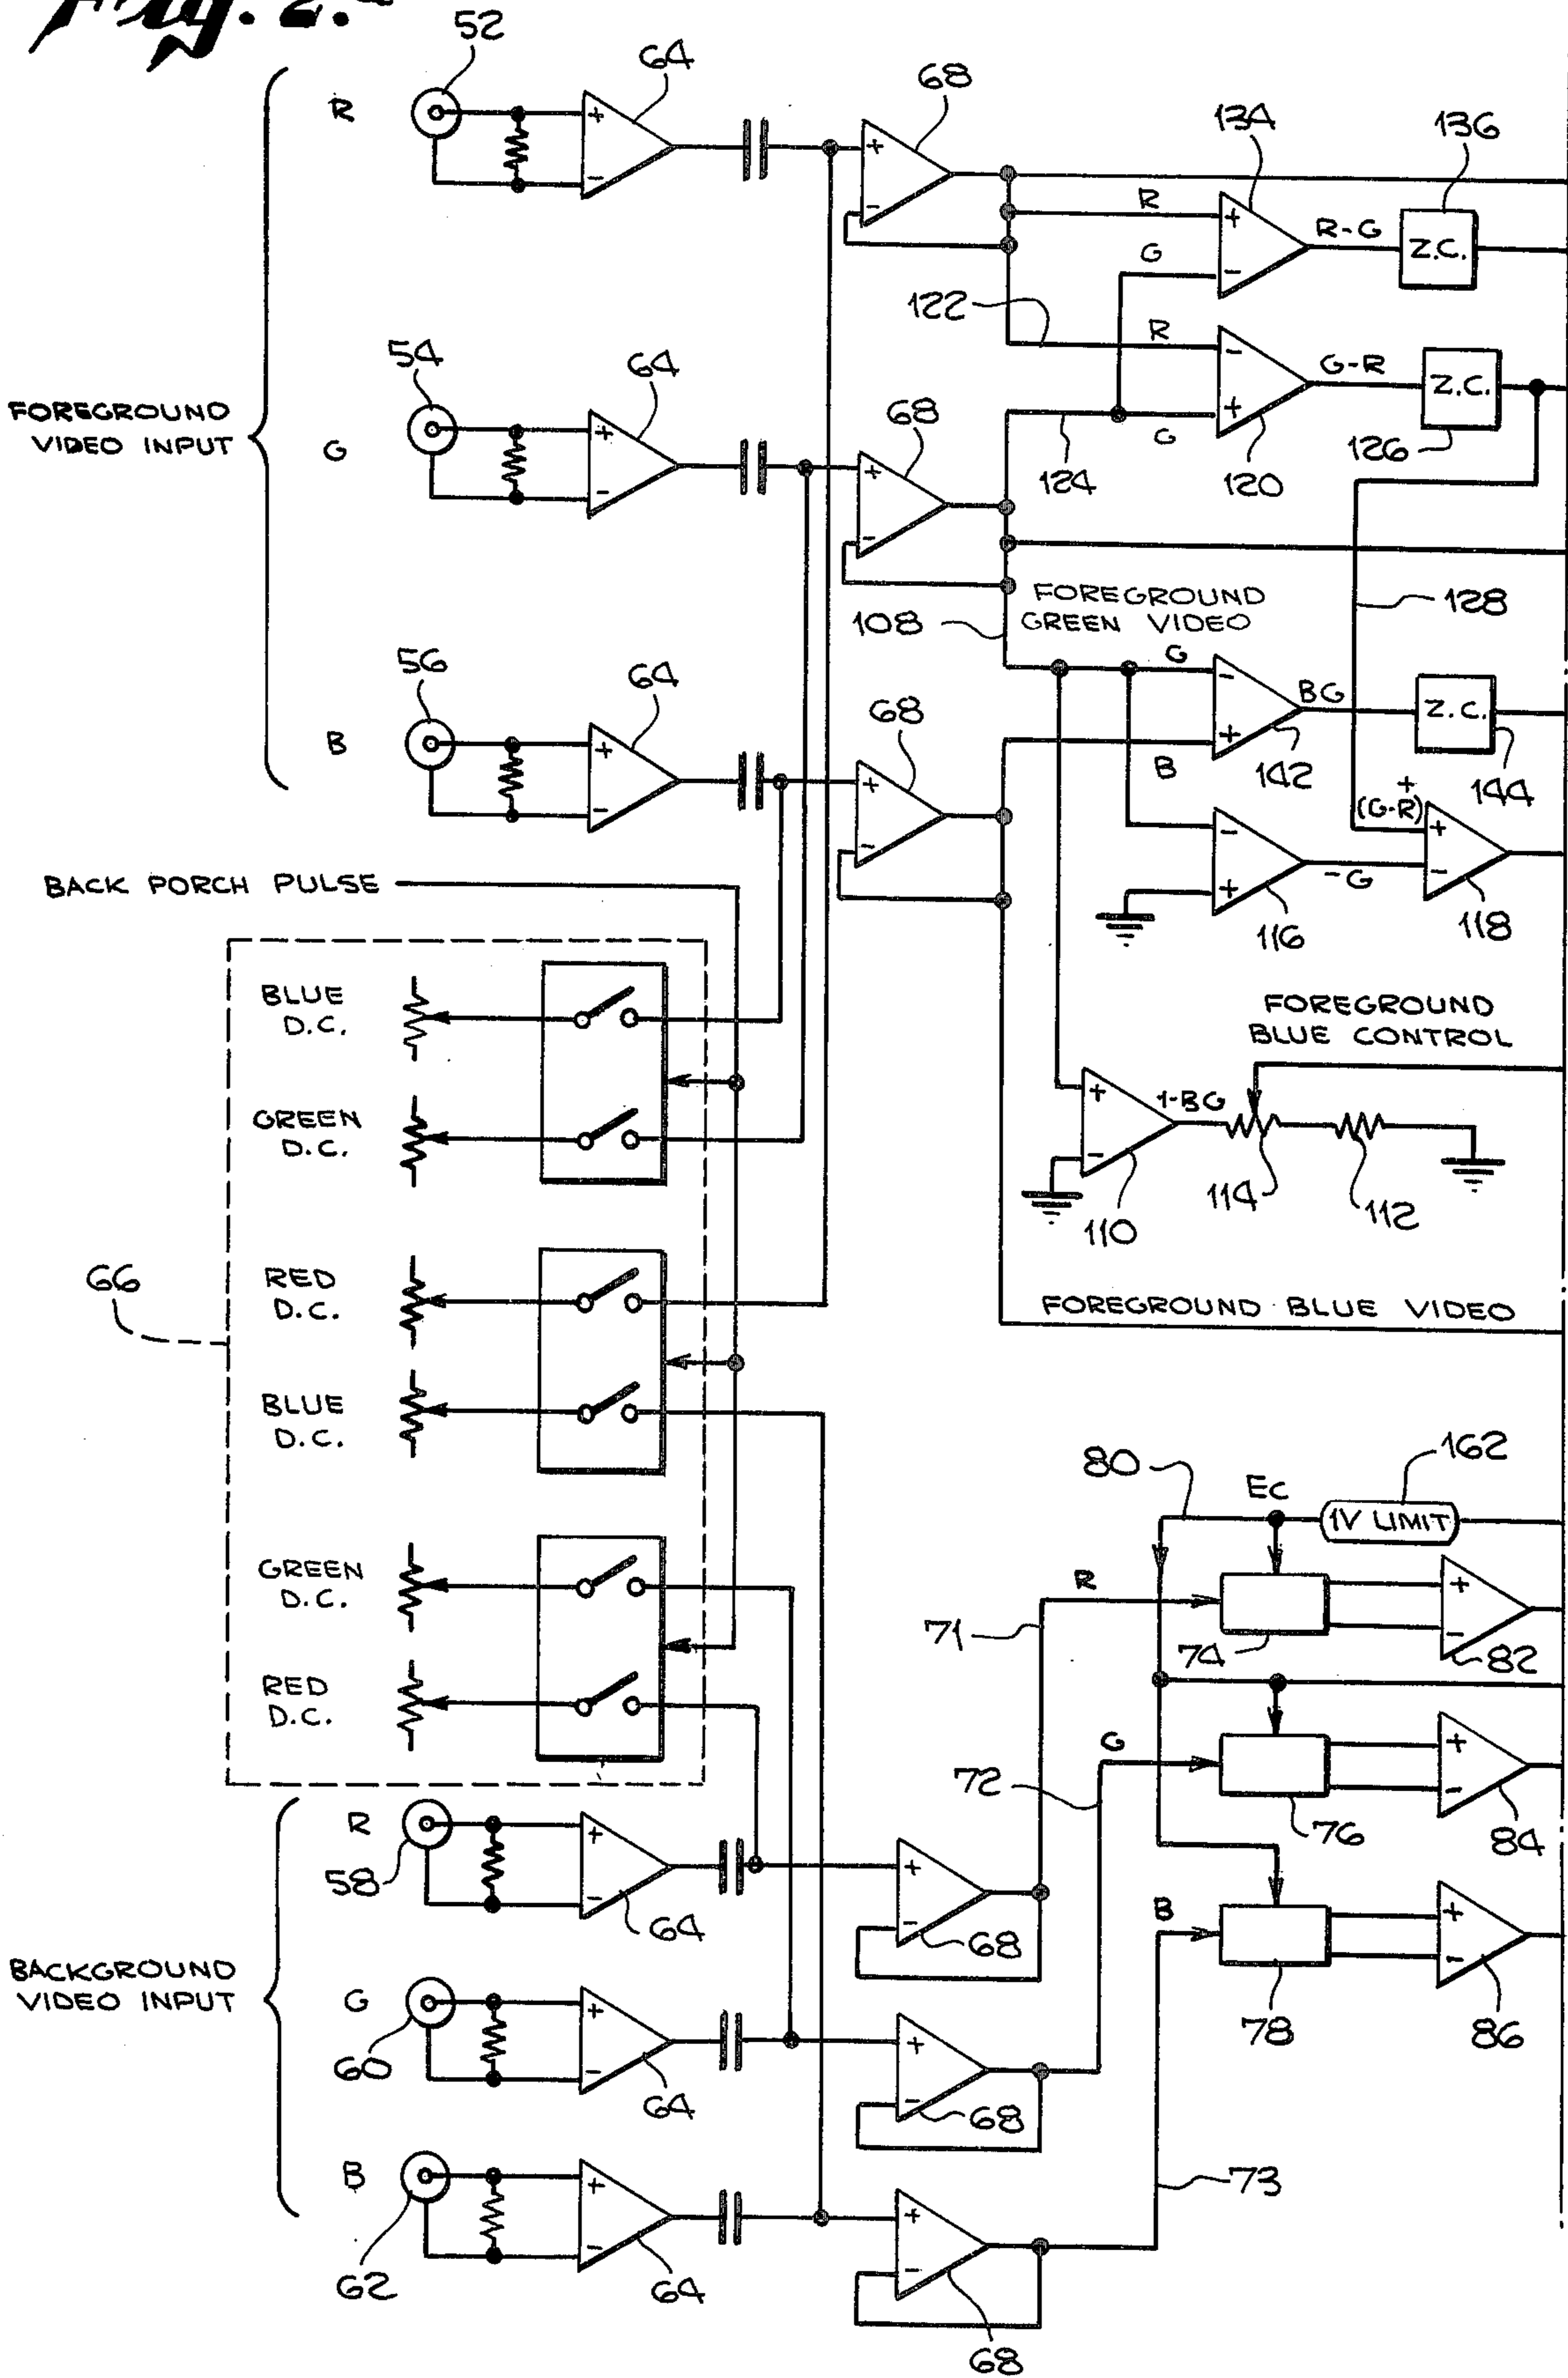 Fig. 2.
52
64
68
134
136
R
+
-
+
-
R
+
-
R-G
Z.C.
G
122
R
-
G-R
Z.C.
54
64
68
FOREGROUND
VIDEO INPUT
G
+
-
+
-
124
G
+
120
126
FOREGROUND
GREEN VIDEO
108
128
56
64
68
G
-
BG
Z.C.
B
+
-
+
-
B
+
142
144
+
(G-R)
+
-
BACK PORCH PULSE
-
+
-G
116
118
BLUE
D.C.
FOREGROUND
BLUE CONTROL
GREEN
D.C.
+
-
1-BG
110
114
112
66
RED
D.C.
FOREGROUND BLUE VIDEO
BLUE
D.C.
80
EC
162
1V LIMIT
GREEN
D.C.
R
+
-
71
74
82
RED
D.C.
72
G
+
-
76
84
R
58
+
-
64
+
-
68
B
+
-
78
86
BACKGROUND
VIDEO INPUT
G
60
+
-
64
+
-
68
B
62
+
-
64
+
-
68
73